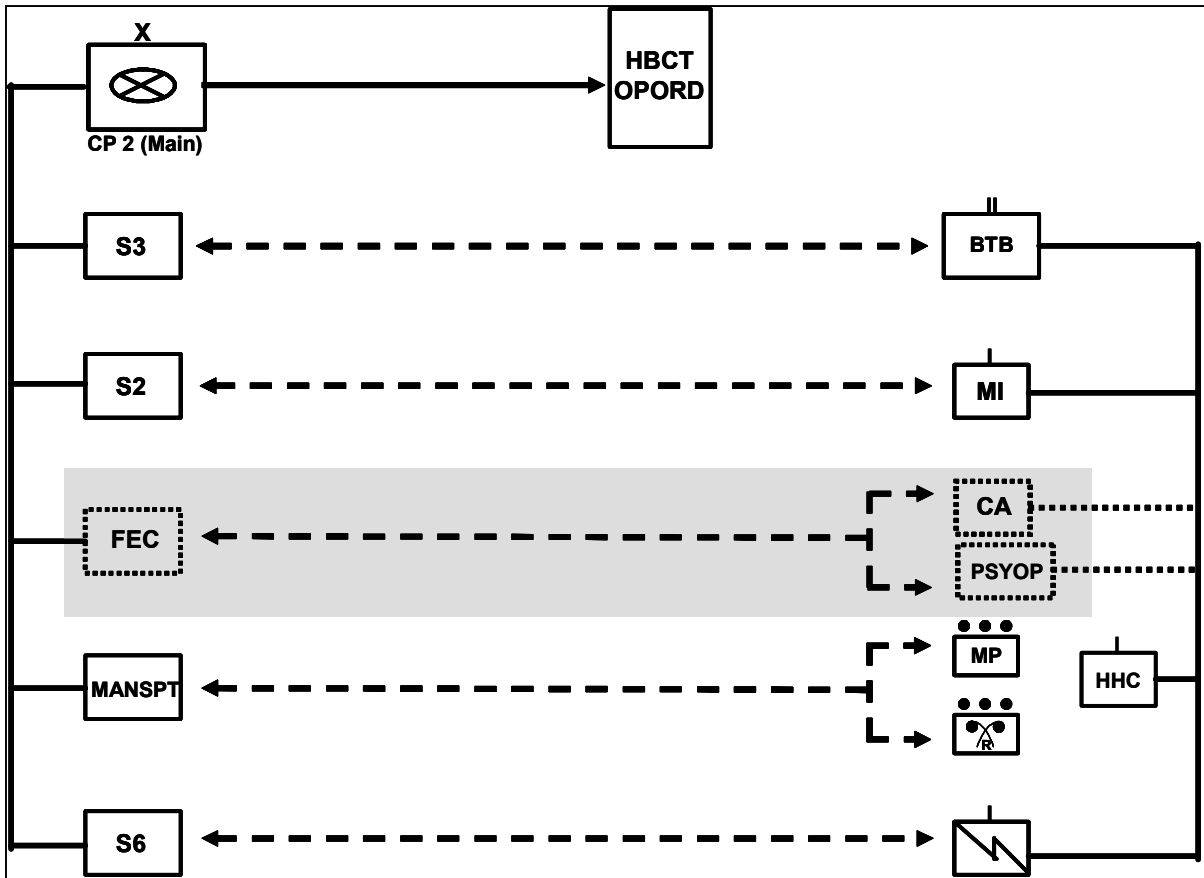 X
HBCT
OPORD
CP 2 (Main)
S3
BTB
S2
MI
FEC
CA
PSYOP
MANSPT
MP
HHC
R
S6